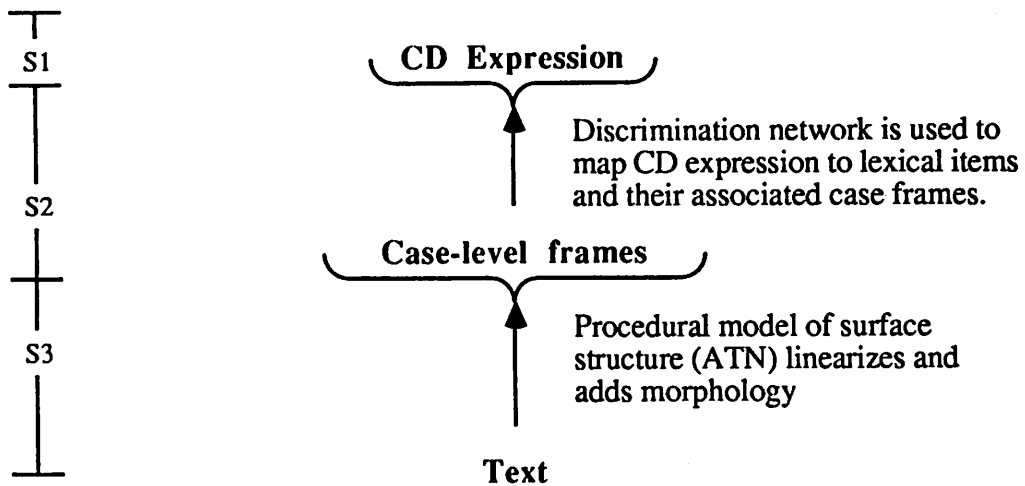 S1
CD Expression
Discrimination network is used to
map CD expression to lexical items
and their associated case frames.
S2
Case-level frames
Procedural model of surface
structure (ATN) linearizes and
adds morphology
S3
Text